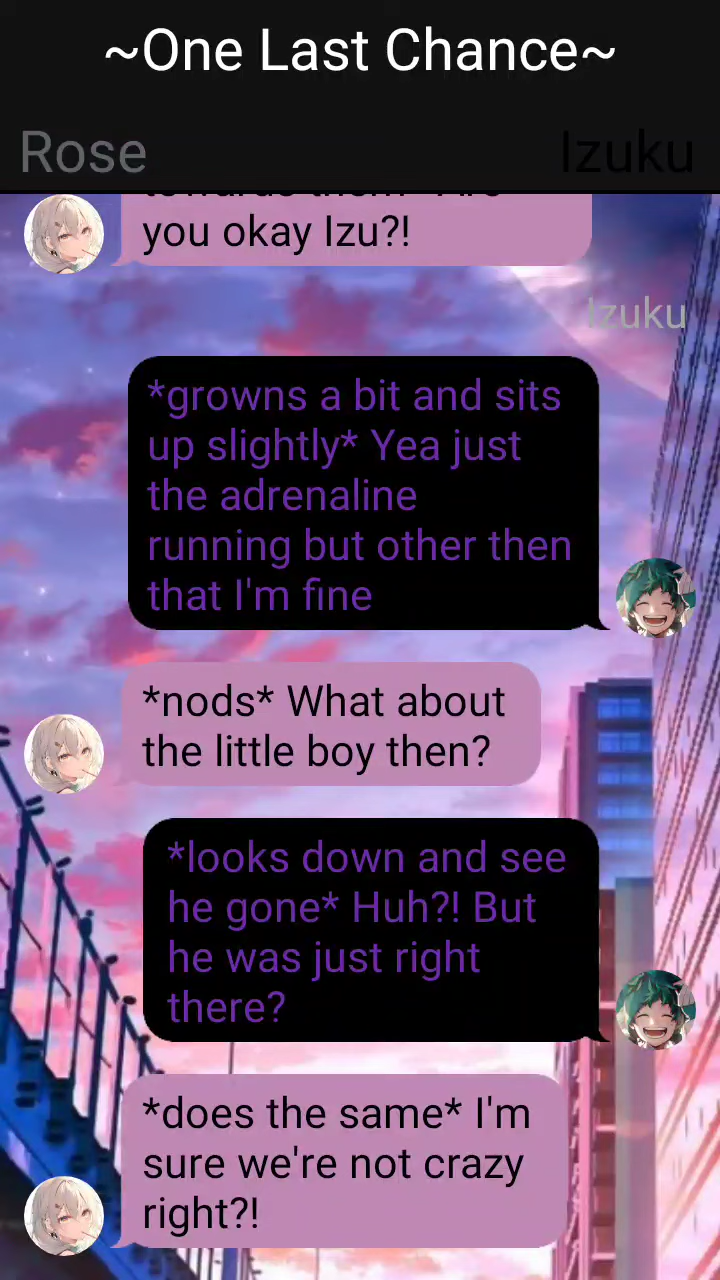 ~One Last Chance~
Rose
Izuku
you okay Izu?!
Izuku
*growns a bit and sits
up slightly* Yea just
the adrenaline
running but other then
that I'm fine
*nods* What about
the little boy then?
*looks down and see
he gone* Huh?! But
he was just right
there?
*does the same* I'm
sure we're not crazy
right?!